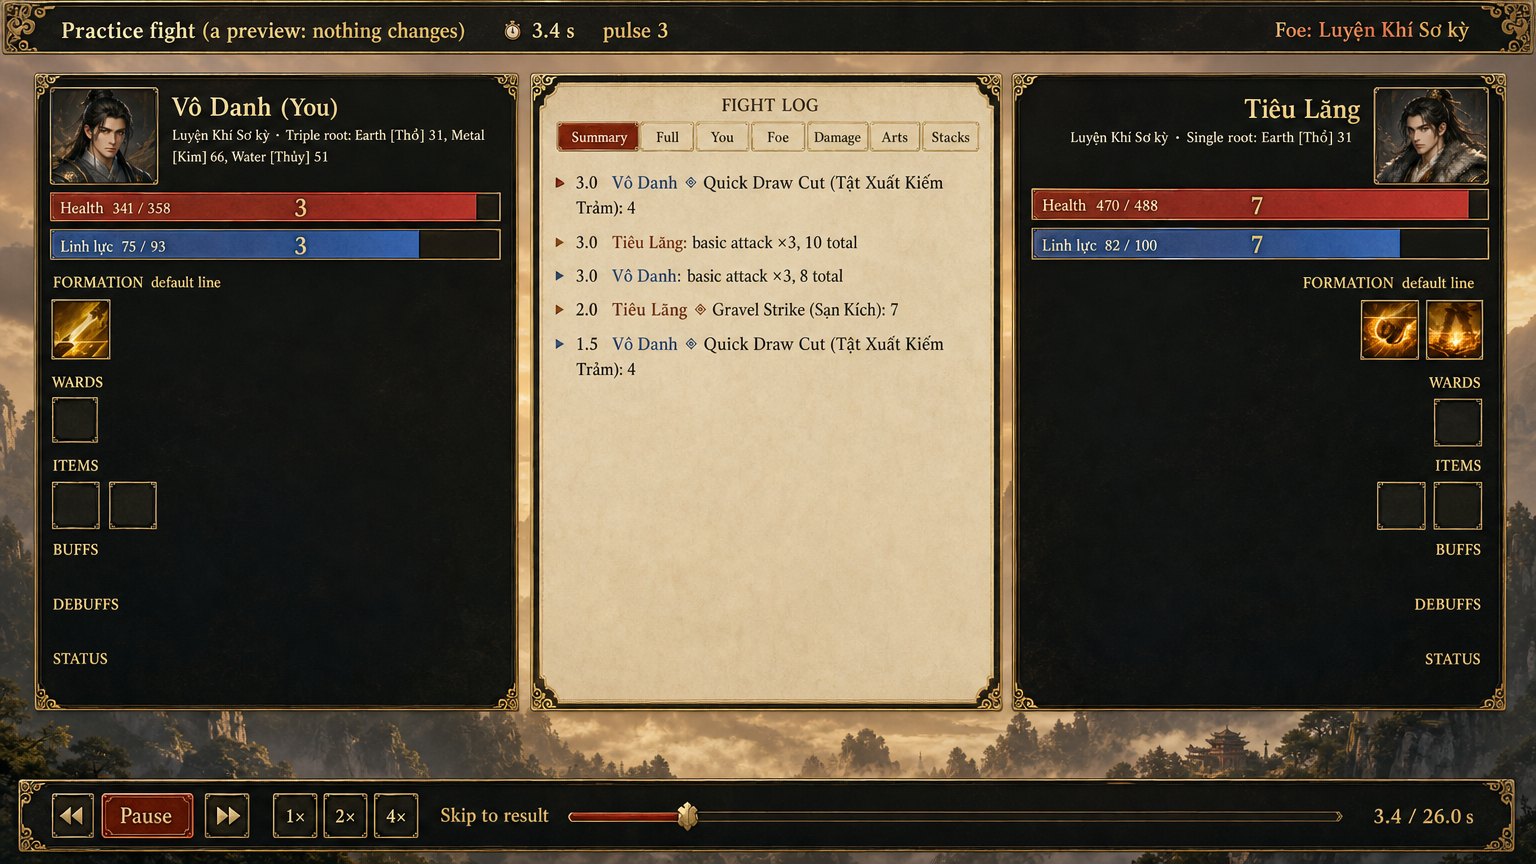 Practice fight (a preview: nothing changes)
3.4 s
pulse 3
Foe: Luyện Khí Sơ kỳ
Vô Danh (You)
Luyện Khí Sơ kỳ · Triple root: Earth [Thổ] 31, Metal
[Kim] 66, Water [Thủy] 51
Health 341 / 358
3
Linh lực 75 / 93
3
FORMATION default line
WARDS
ITEMS
BUFFS
DEBUFFS
STATUS
FIGHT LOG
Summary
Full
You
Foe
Damage
Arts
Stacks
3.0 Vô Danh Quick Draw Cut (Tật Xuất Kiếm
Trảm): 4
3.0 Tiêu Lăng: basic attack ×3, 10 total
3.0 Vô Danh: basic attack ×3, 8 total
2.0 Tiêu Lăng Gravel Strike (Sạn Kích): 7
1.5 Vô Danh Quick Draw Cut (Tật Xuất Kiếm
Trảm): 4
Tiêu Lăng
Luyện Khí Sơ kỳ · Single root: Earth [Thổ] 31
Health 470 / 488
7
Linh lực 82 / 100
7
FORMATION default line
WARDS
ITEMS
BUFFS
DEBUFFS
STATUS
Pause
1×
2×
4×
Skip to result
3.4 / 26.0 s